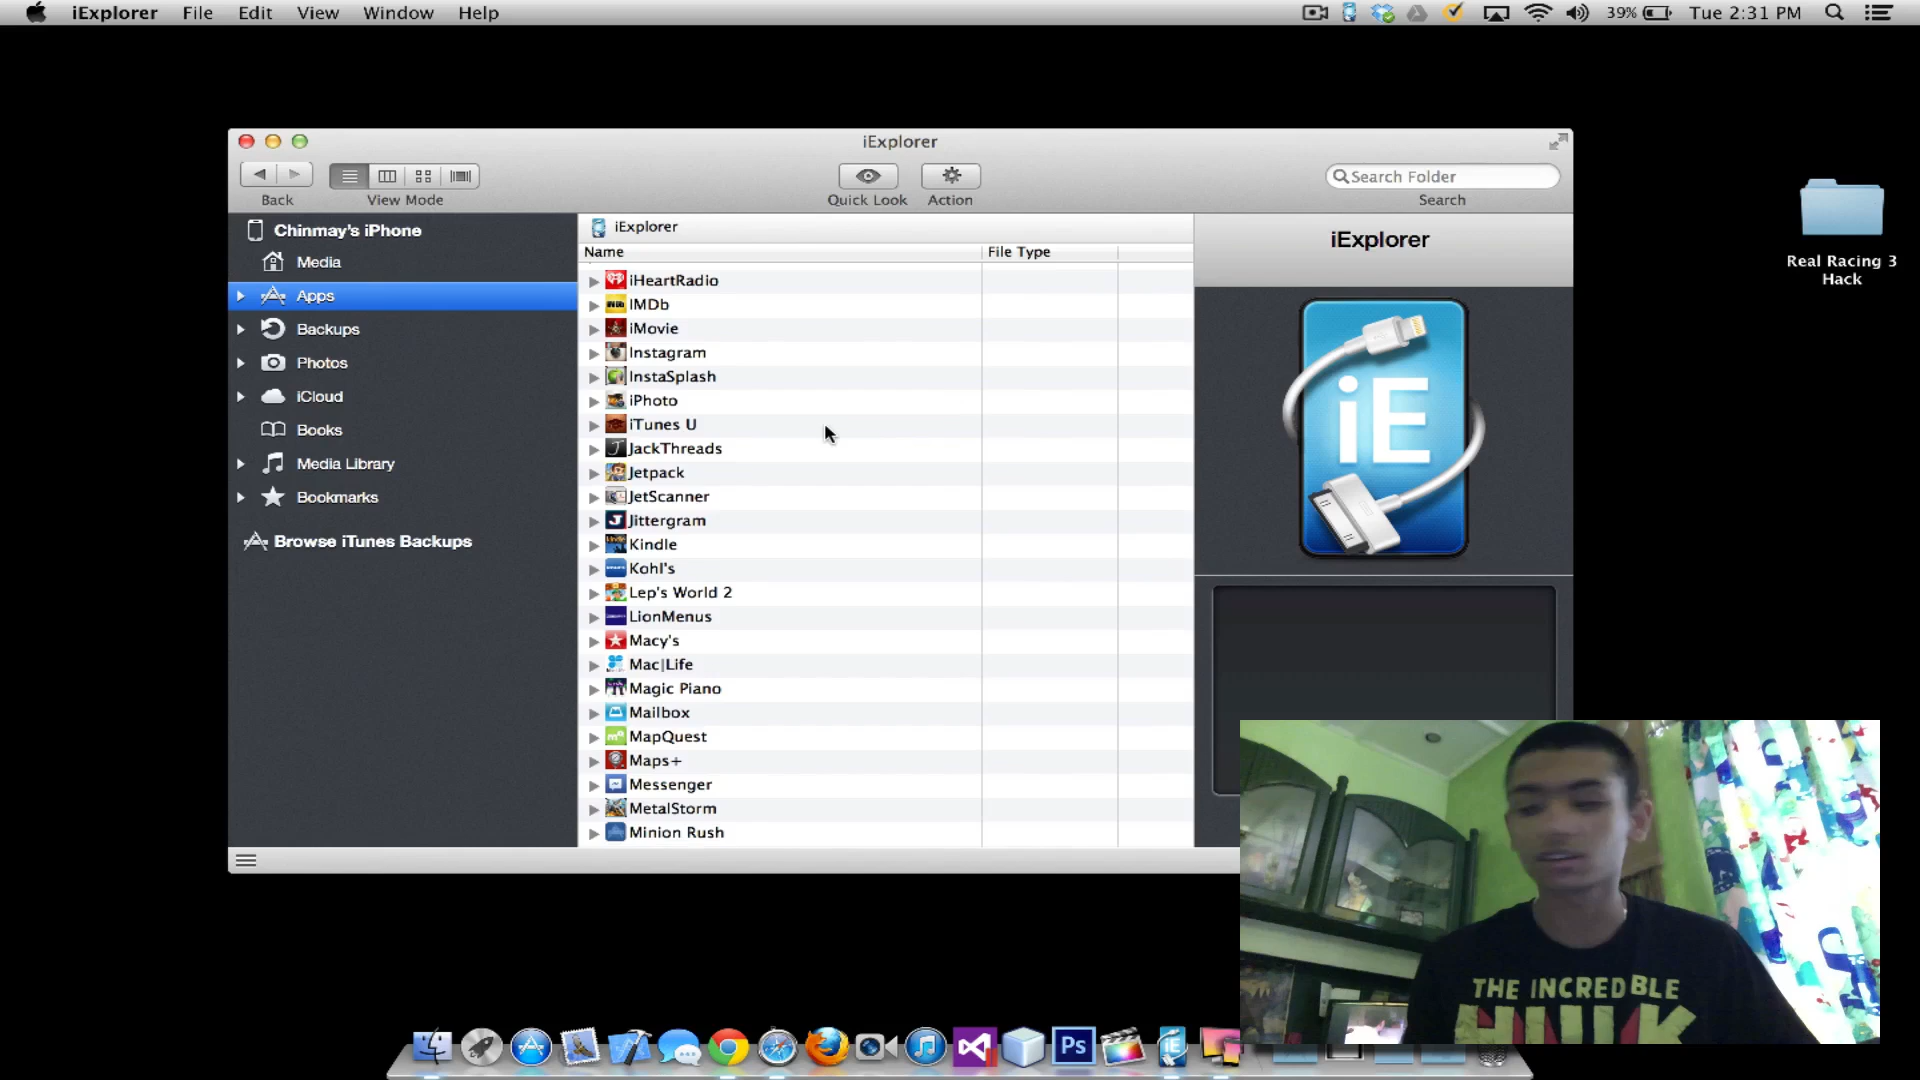 iExplorer File Edit View Window Help
39% Tue 2:31 PM
iExplorer
Back
View Mode
Quick Look
Action
Search Folder
Search
Chinmay's iPhone
Media
Apps
Backups
Photos
iCloud
Books
Media Library
Bookmarks
Browse iTunes Backups
iExplorer
Name File Type
iHeartRadio
IMDb
iMovie
Instagram
InstaSplash
iPhoto
iTunes U
JackThreads
Jetpack
JetScanner
Jittergram
Kindle
Kohl's
Lep's World 2
LionMenus
Macy's
Mac|Life
Magic Piano
Mailbox
MapQuest
Maps+
Messenger
MetalStorm
Minion Rush
iExplorer
iE
Real Racing 3
Hack
THE INCREDIBLE
HULK
Ps
iE